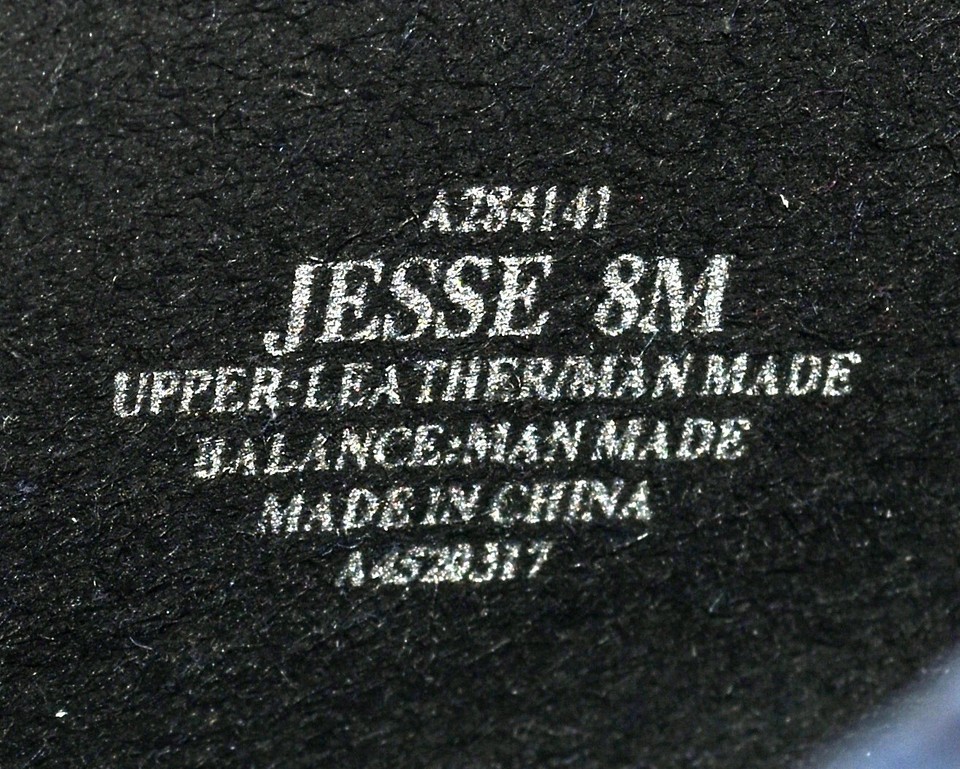 A284141
JESSE 8M
UPPER:LEATHER/MAN MADE
BALANCE:MAN MADE
MADE IN CHINA
A4520317